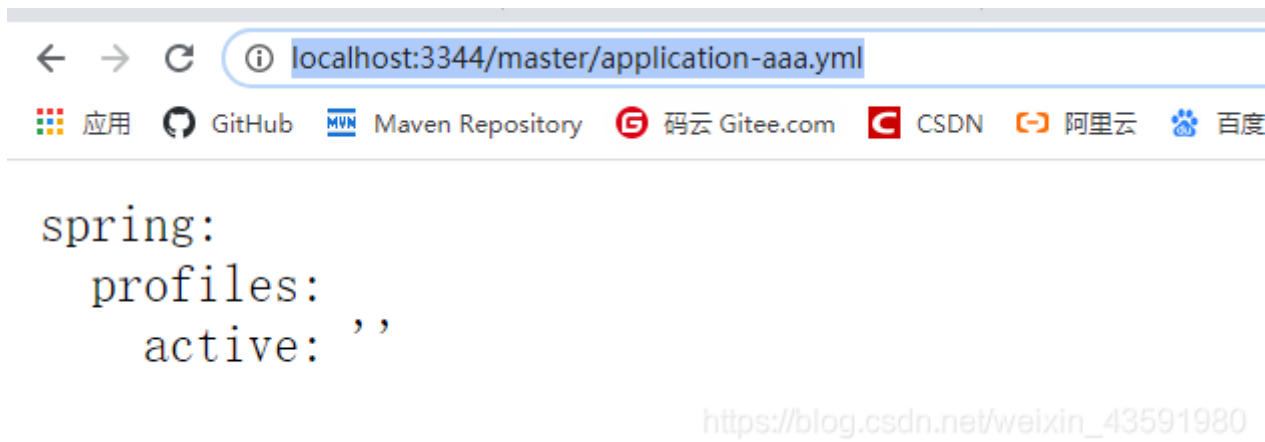 localhost:3344/master/application-aaa.yml
应用 GitHub MVN Maven Repository G 码云 Gitee.com C CSDN 阿里云 百度
spring:
profiles:
active: ''
https://blog.csdn.net/weixin_43591980